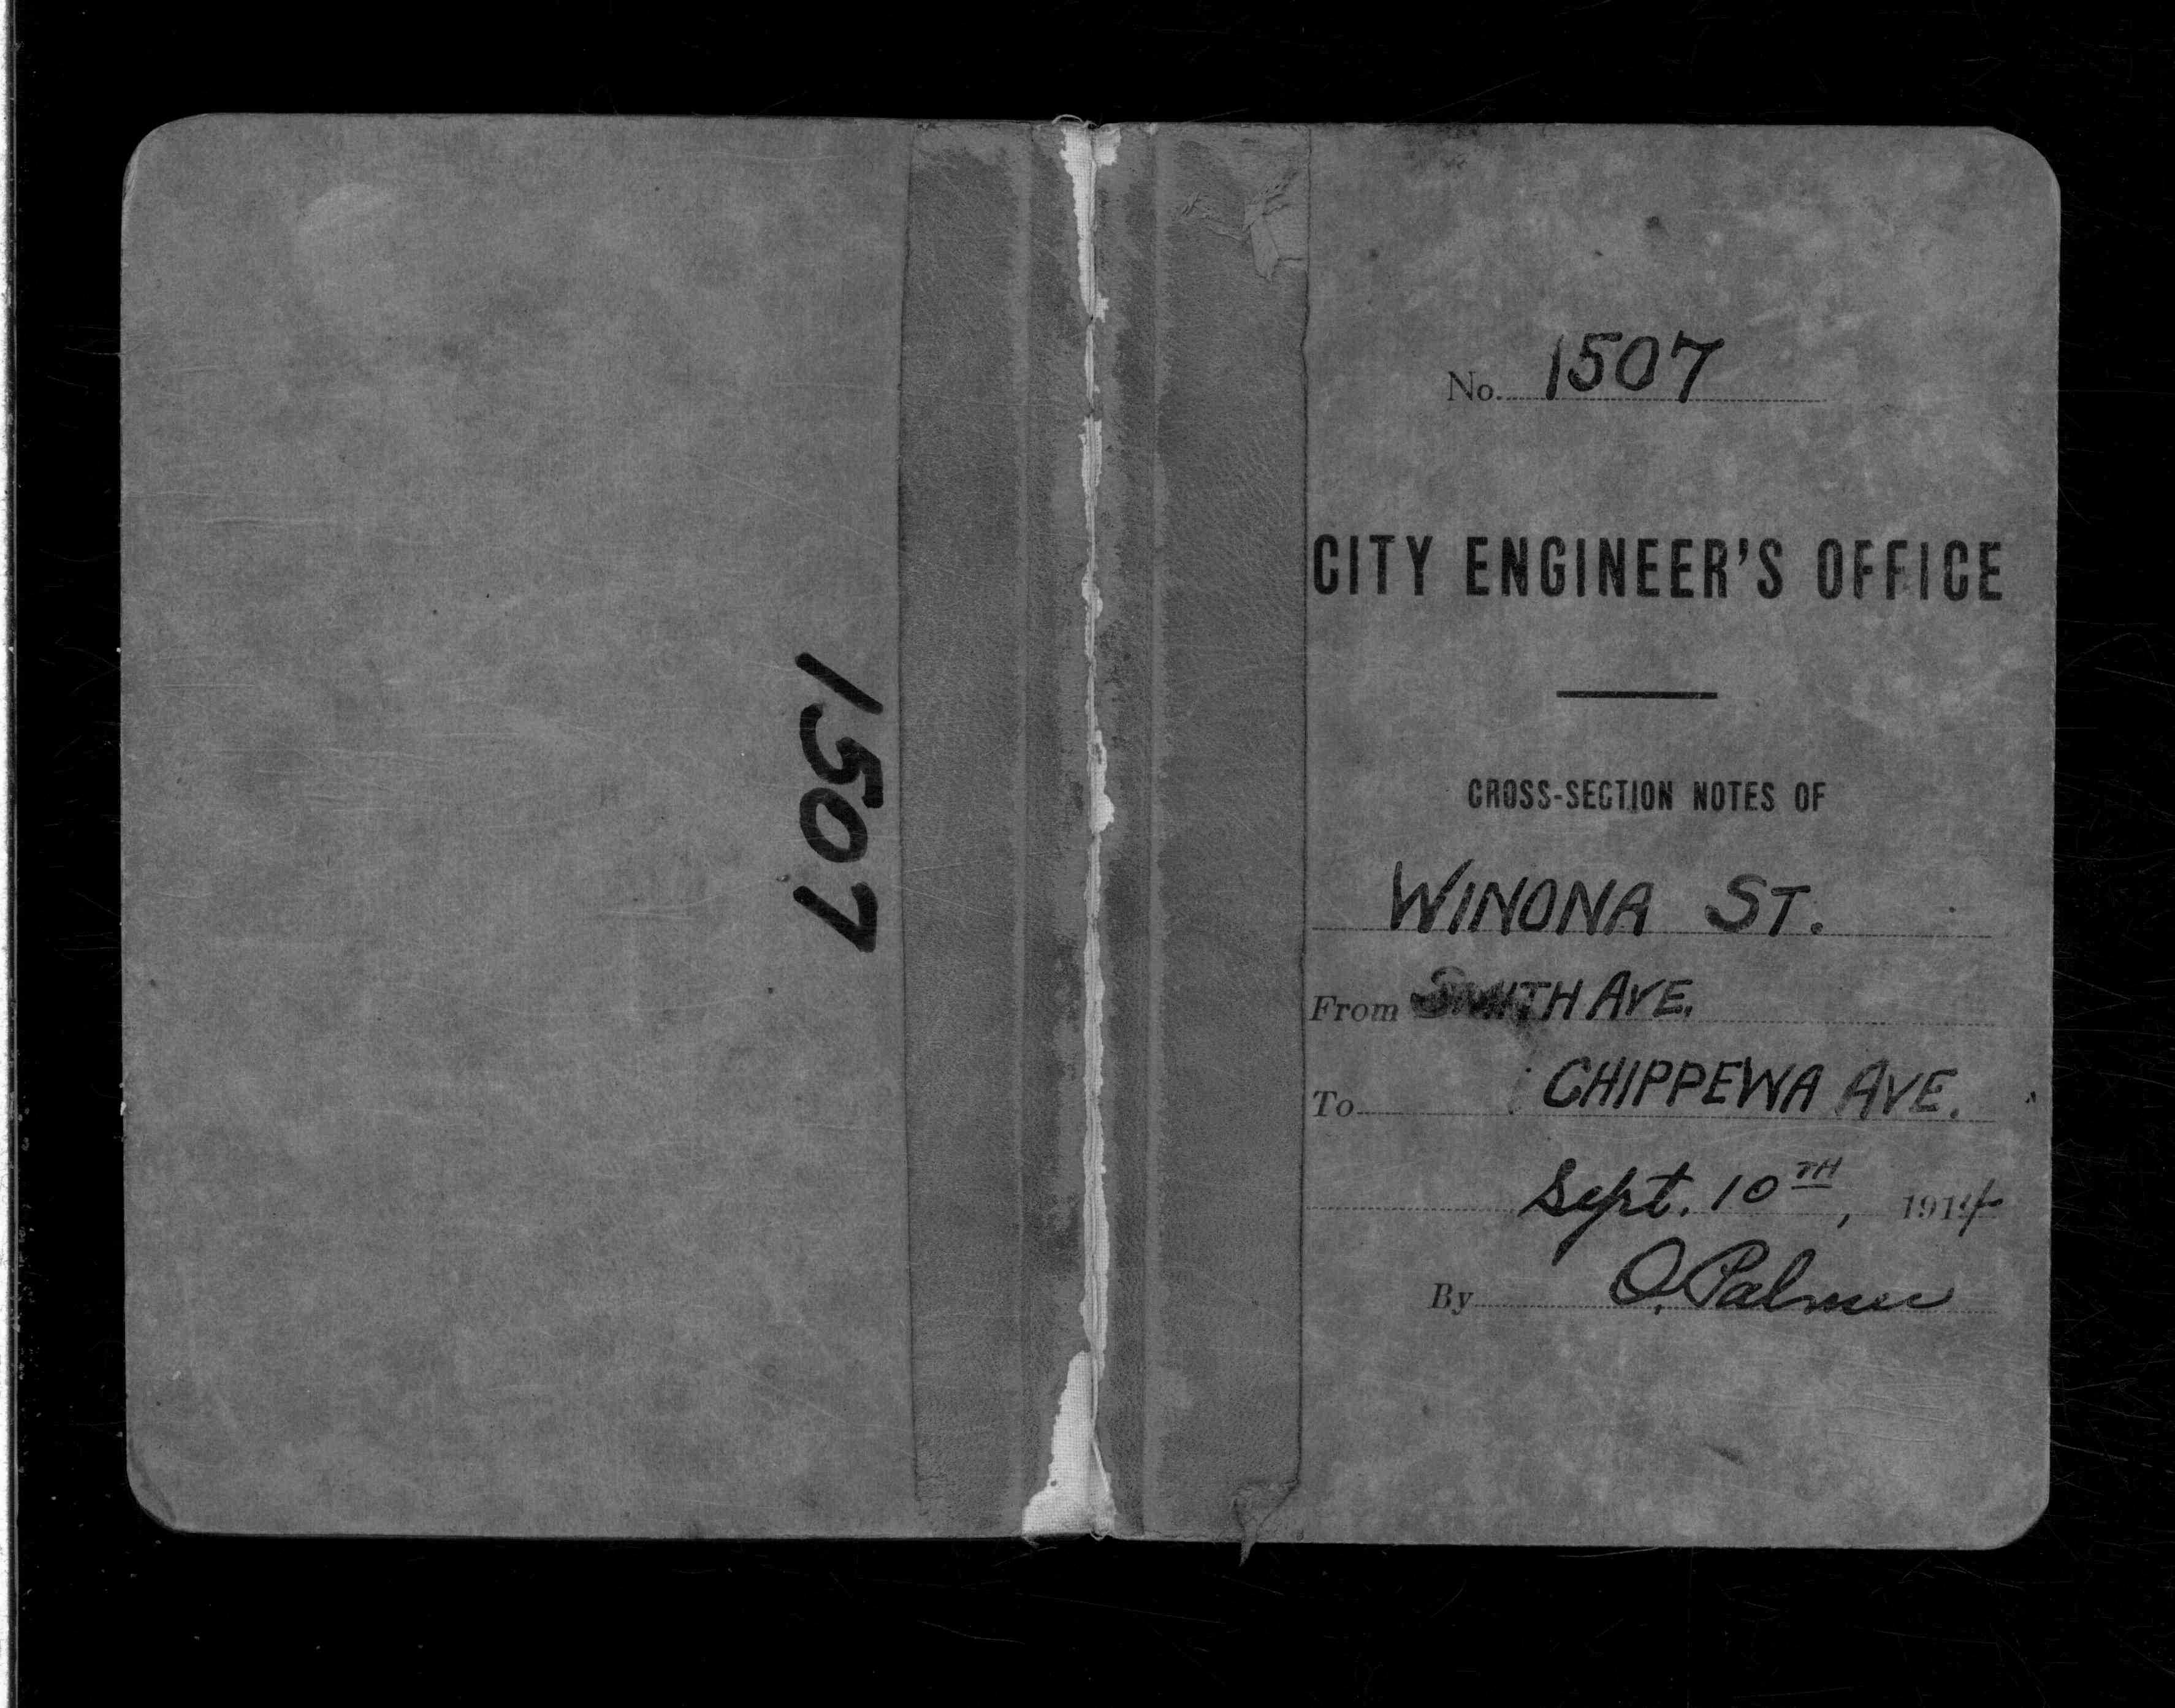 1507
No. 1507
CITY ENGINEER'S OFFICE
CROSS-SECTION NOTES OF
WINONA ST.
From SMITH AVE.
To CHIPPEWA AVE.
Sept. 10TH, 1914
By O. Palmer